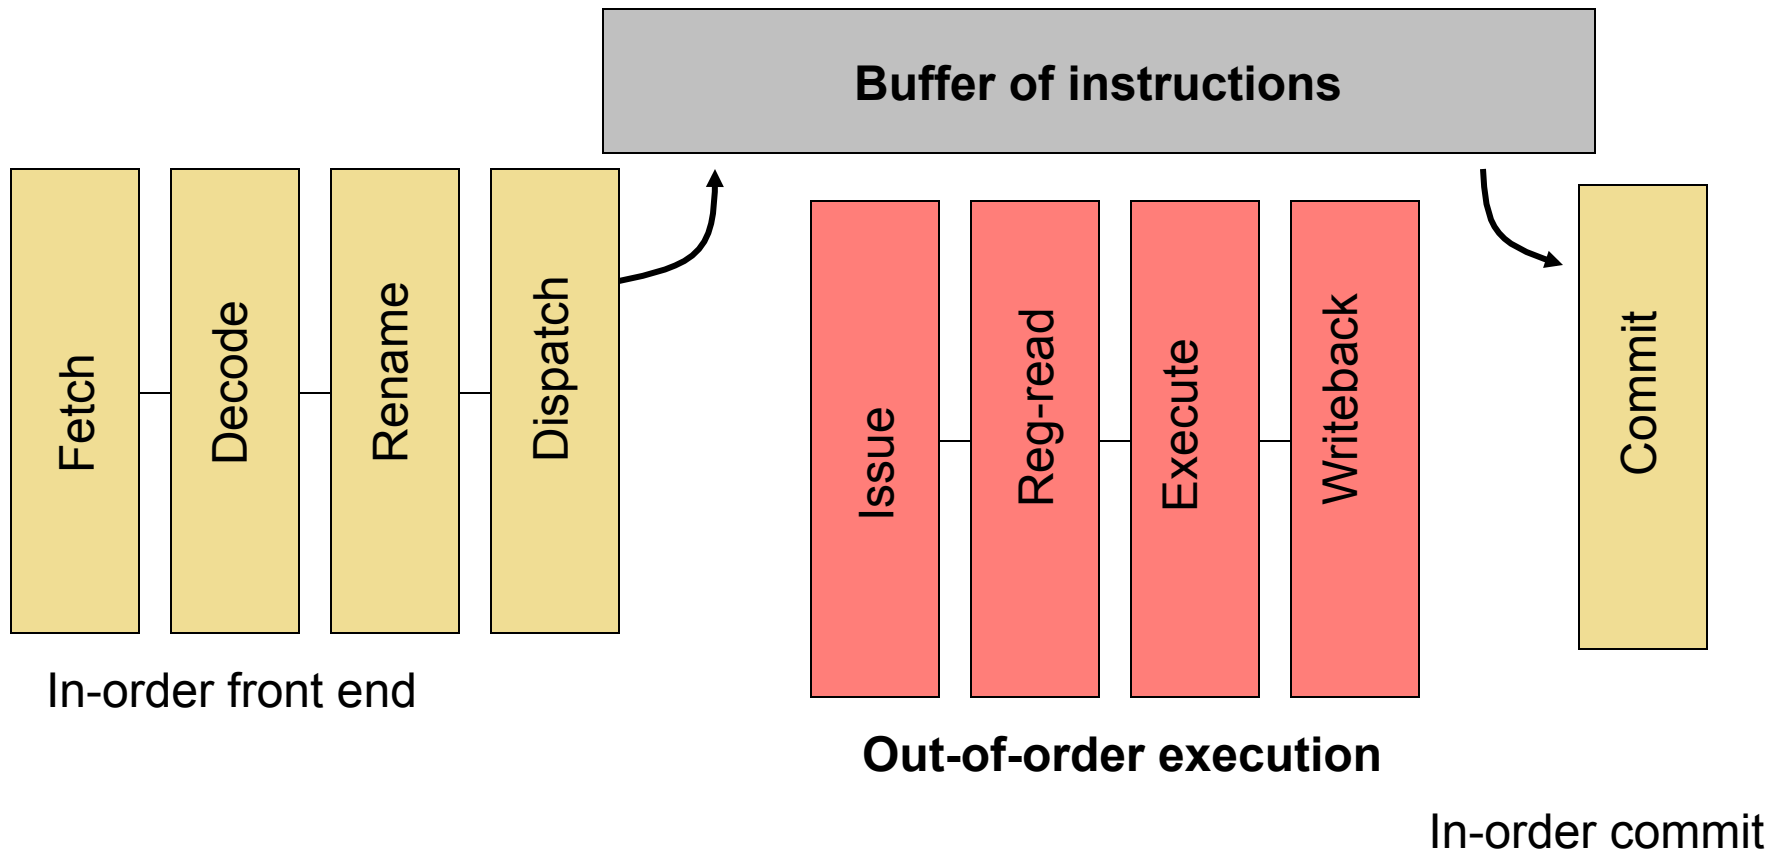 Buffer of instructions
Fetch
Decode
Rename
Dispatch
Issue
Reg-read
Execute
Writeback
Commit
In-order front end
Out-of-order execution
In-order commit